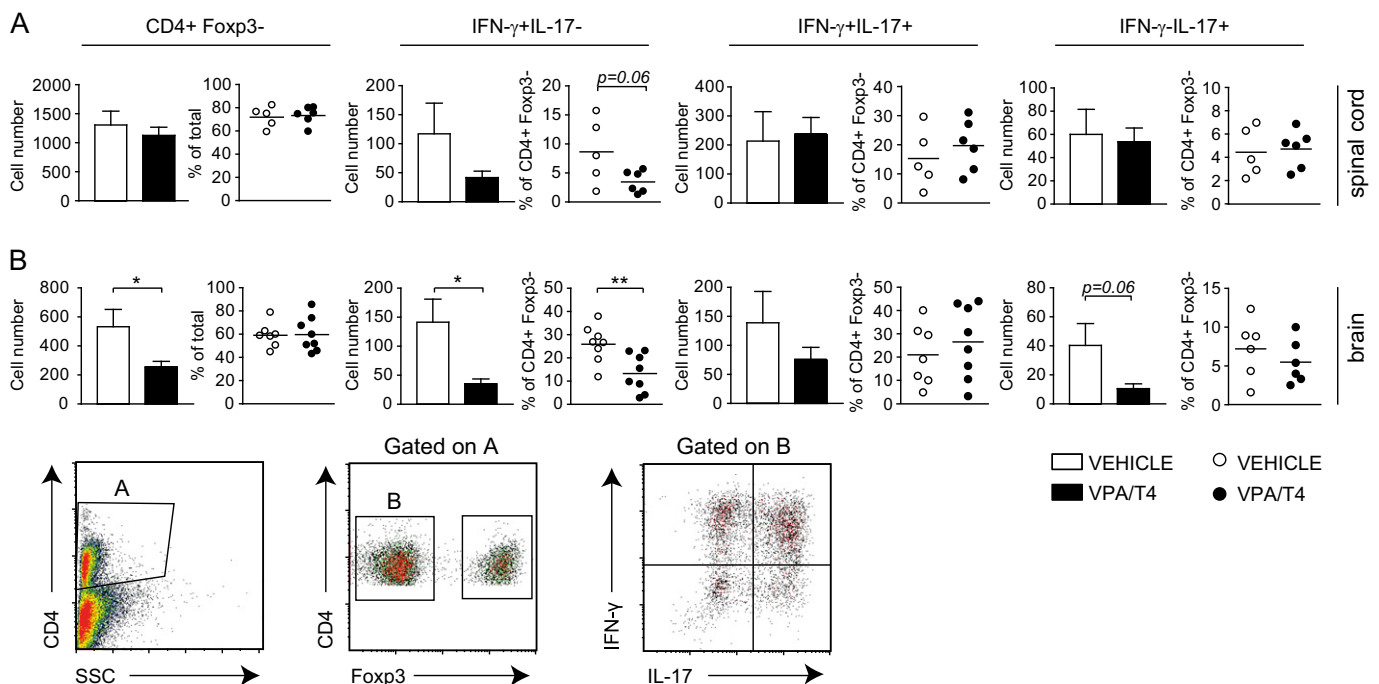 A
CD4+ Foxp3-
IFN-γ+IL-17-
IFN-γ+IL-17+
IFN-γ-IL-17+
Cell number
2000
1500
1000
500
0
% of total
100
80
60
40
20
0
Cell number
200
150
100
50
0
% of CD4+ Foxp3-
20
15
10
5
0
p=0.06
Cell number
400
300
200
100
0
% of CD4+ Foxp3-
40
30
20
10
0
Cell number
100
80
60
40
20
0
% of CD4+ Foxp3-
10
8
6
4
2
0
spinal cord
B
Cell number
800
600
400
200
0
*
% of total
100
80
60
40
20
0
Cell number
200
150
100
50
0
*
% of CD4+ Foxp3-
50
40
30
20
10
0
**
Cell number
200
150
100
50
0
% of CD4+ Foxp3-
50
40
30
20
10
0
Cell number
80
60
40
20
0
p=0.06
% of CD4+ Foxp3-
15
10
5
0
brain
Gated on A
Gated on B
A
CD4
SSC
B
CD4
Foxp3
IFN-γ
IL-17
VEHICLE
VPA/T4
VEHICLE
VPA/T4